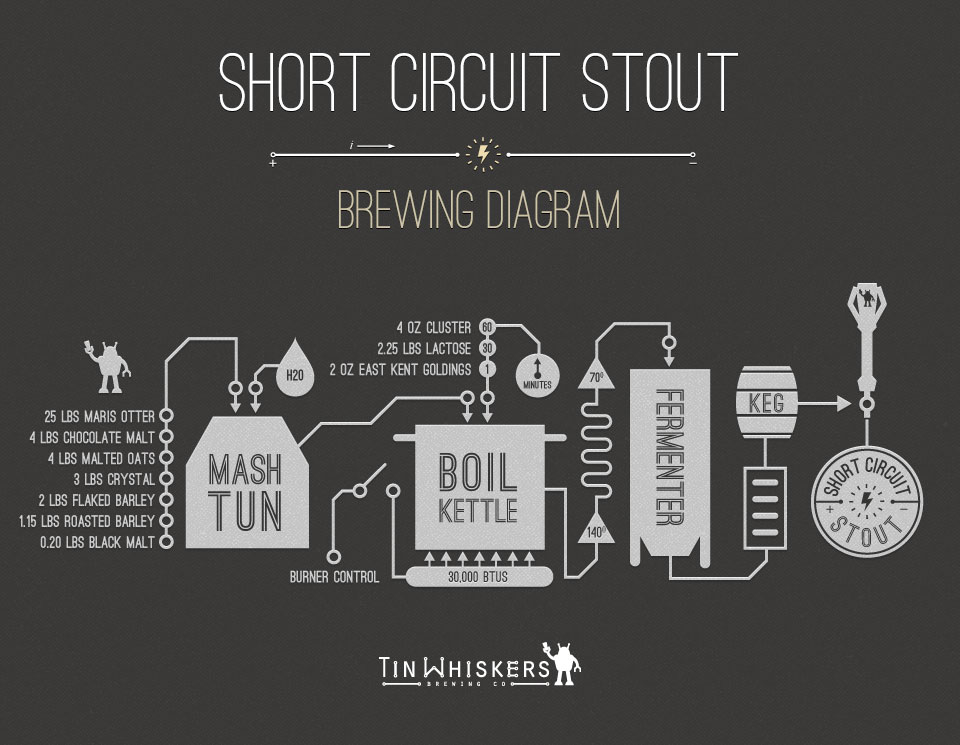 SHORT CIRCUIT STOUT
i
+ −
BREWING DIAGRAM
4 OZ CLUSTER 60
2.25 LBS LACTOSE 30
2 OZ EAST KENT GOLDINGS 1
MINUTES
H2O
70º
25 LBS MARIS OTTER
4 LBS CHOCOLATE MALT
4 LBS MALTED OATS
3 LBS CRYSTAL
2 LBS FLAKED BARLEY
1.15 LBS ROASTED BARLEY
0.20 LBS BLACK MALT
MASH
TUN
BOIL
KETTLE
BURNER CONTROL
30,000 BTUS
140º
FERMENTER
KEG
SHORT CIRCUIT
+ −
STOUT
TIN WHISKERS
BREWING CO